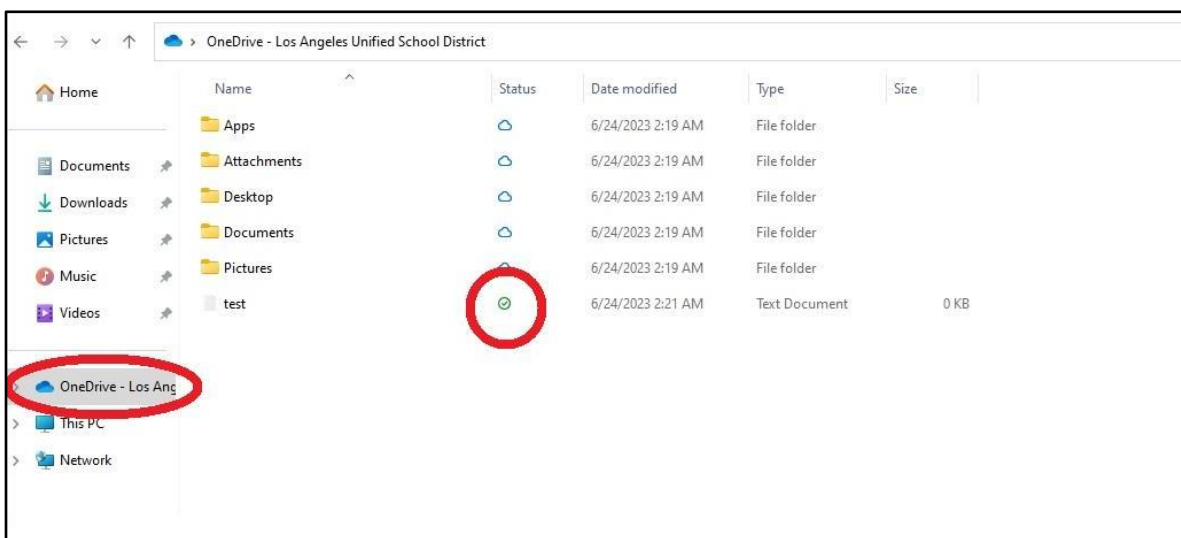 OneDrive - Los Angeles Unified School District
Home
Documents
Downloads
Pictures
Music
Videos
OneDrive - Los Ang
This PC
Network
Name Status Date modified Type Size
Apps 6/24/2023 2:19 AM File folder
Attachments 6/24/2023 2:19 AM File folder
Desktop 6/24/2023 2:19 AM File folder
Documents 6/24/2023 2:19 AM File folder
Pictures 6/24/2023 2:19 AM File folder
test 6/24/2023 2:21 AM Text Document 0 KB